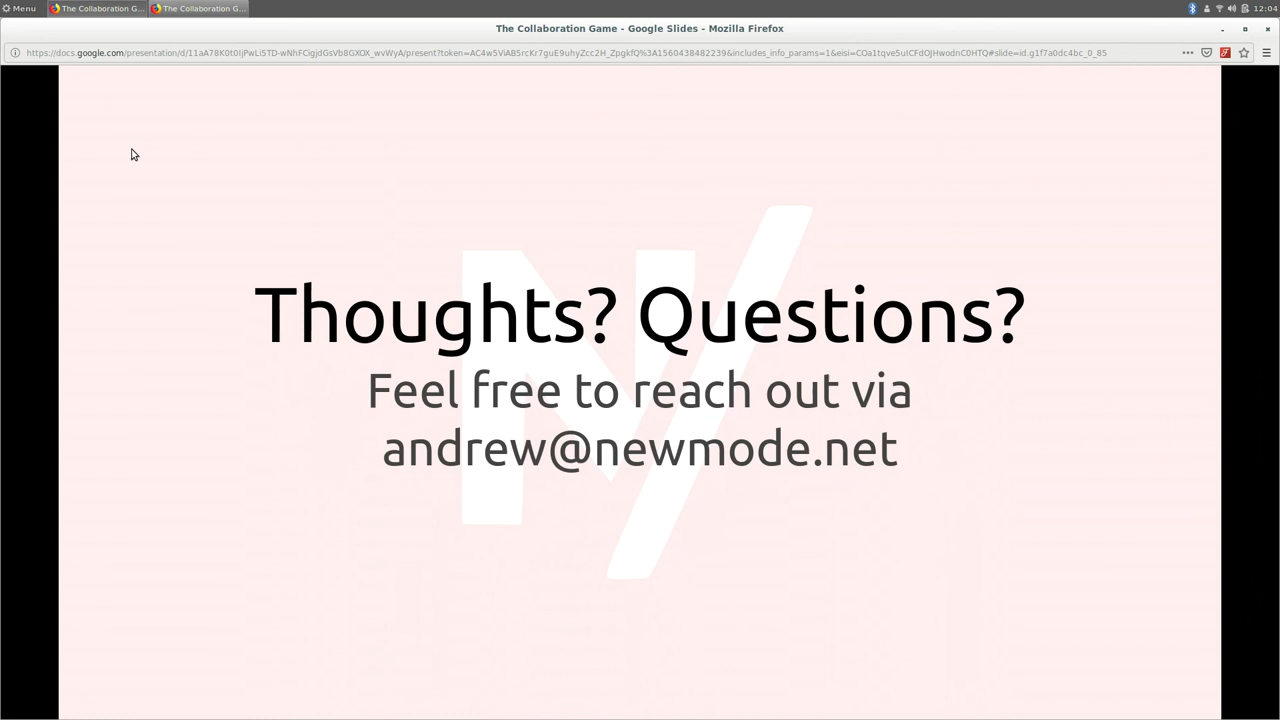 Menu
The Collaboration G...
The Collaboration G...
12:04
The Collaboration Game - Google Slides - Mozilla Firefox
Thoughts? Questions?
Feel free to reach out via
andrew@newmode.net